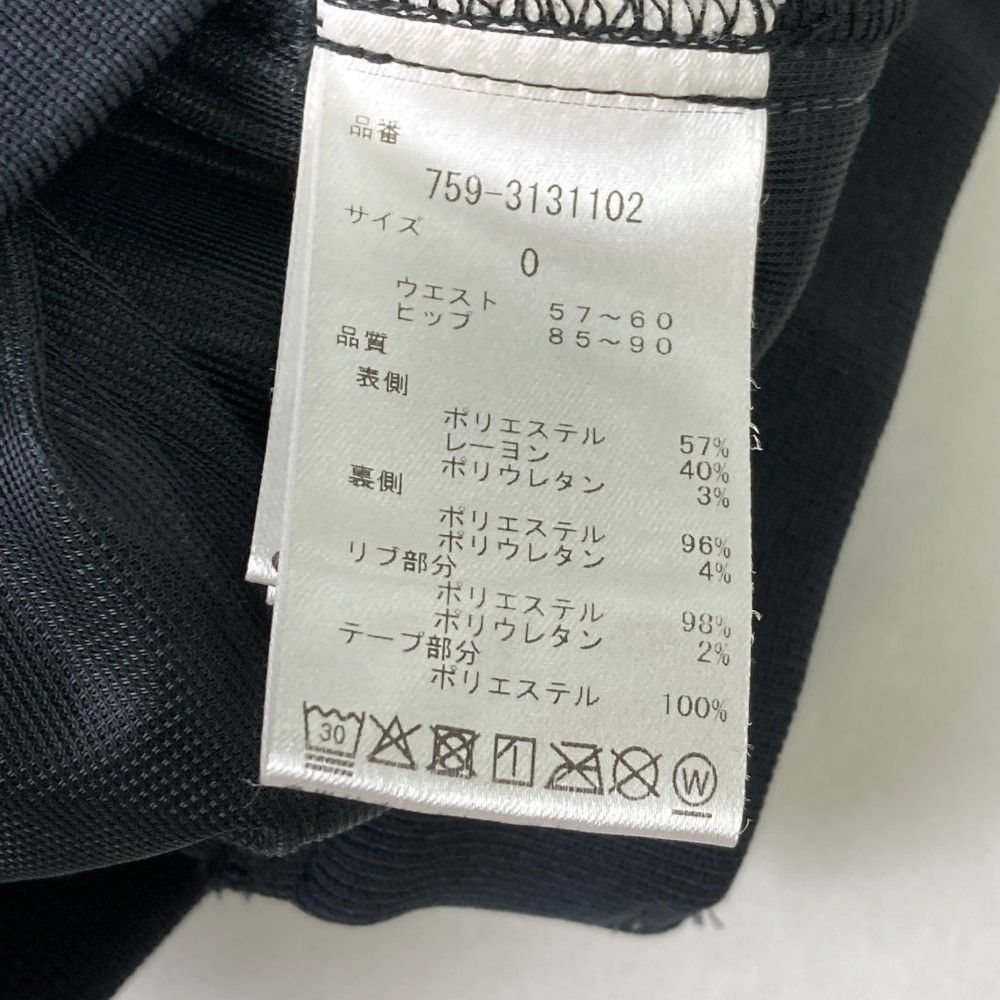 品番
759-3131102
サイズ
0
ウエスト 57～60
ヒップ 85～90
品質
表側
ポリエステル 57%
レーヨン 40%
ポリウレタン 3%
裏側
ポリエステル 96%
ポリウレタン 4%
リブ部分
ポリエステル 98%
ポリウレタン 2%
テープ部分
ポリエステル 100%
30 W